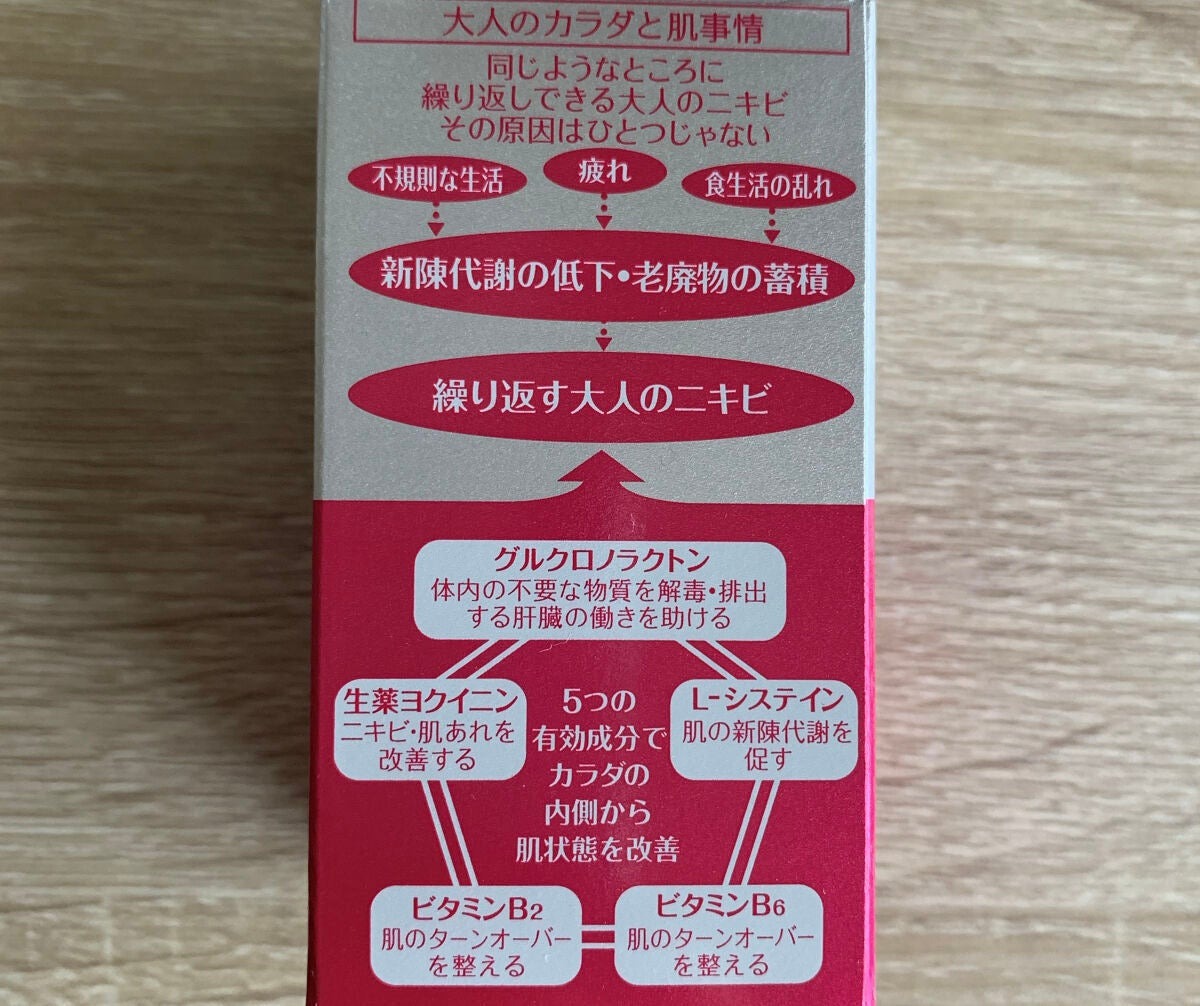 大人のカラダと肌事情
同じようなところに
繰り返しできる大人のニキビ
その原因はひとつじゃない
不規則な生活
疲れ
食生活の乱れ
新陳代謝の低下・老廃物の蓄積
繰り返す大人のニキビ
グルクロノラクトン
体内の不要な物質を解毒・排出
する肝臓の働きを助ける
生薬ヨクイニン
ニキビ・肌あれを
改善する
5つの
有効成分で
カラダの
内側から
肌状態を改善
L-システイン
肌の新陳代謝を
促す
ビタミンB2
肌のターンオーバー
を整える
ビタミンB6
肌のターンオーバー
を整える